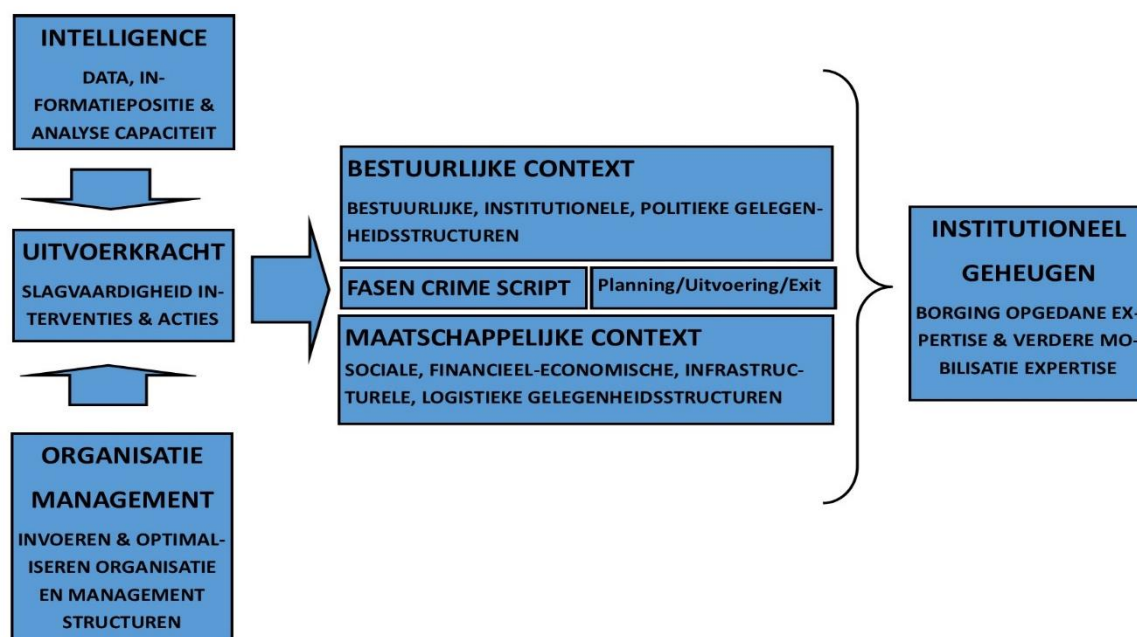 INTELLIGENCE
DATA, IN-
FORMATIEPOSITIE &
ANALYSE CAPACITEIT
UITVOERKRACHT
SLAGVAARDIGHEID IN-
TERVENTIES & ACTIES
ORGANISATIE
MANAGEMENT
INVOEREN & OPTIMAL-
ISEREN ORGANISATIE
EN MANAGEMENT
STRUCTUREN
BESTUURLIJKE CONTEXT
BESTUURLIJKE, INSTITUTIONELE, POLITIEKE GELEGEN-
HEIDSSTRUCTUREN
FASEN CRIME SCRIPT
Planning/Uitvoering/Exit
MAATSCHAPPELIJKE CONTEXT
SOCIALE, FINANCIEEL-ECONOMISCHE, INFRASTRUC-
TURELE, LOGISTIEKE GELEGENHEIDSSTRUCTUREN
INSTITUTIONEEL
GEHEUGEN
BORGING OPGEDANE EX-
PERTISE & VERDERE MO-
BILISATIE EXPERTISE